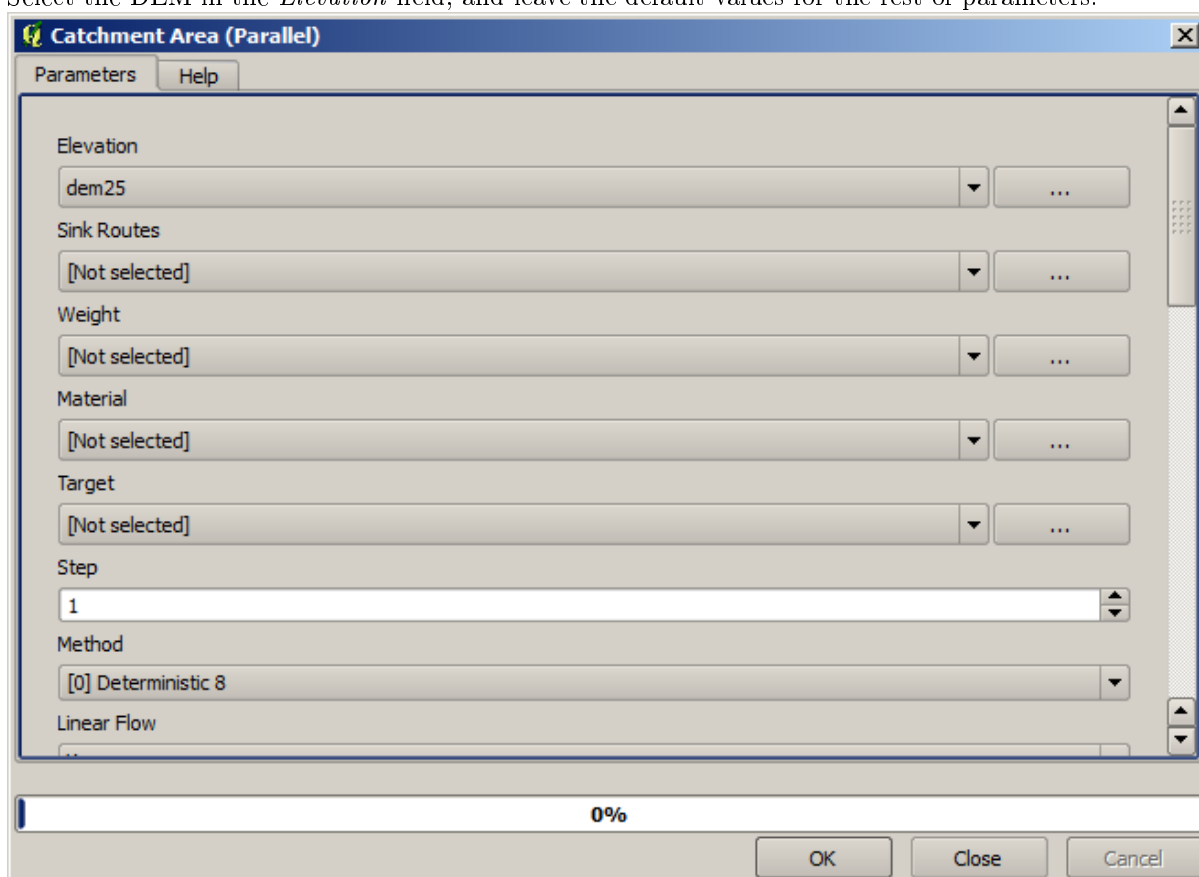 Select the DEM in the Elevation field, and leave the default values for the rest of parameters.
Catchment Area (Parallel)
Parameters Help
Elevation
dem25 ...
Sink Routes
[Not selected] ...
Weight
[Not selected] ...
Material
[Not selected] ...
Target
[Not selected] ...
Step
1
Method
[0] Deterministic 8
Linear Flow
0%
OK Close Cancel